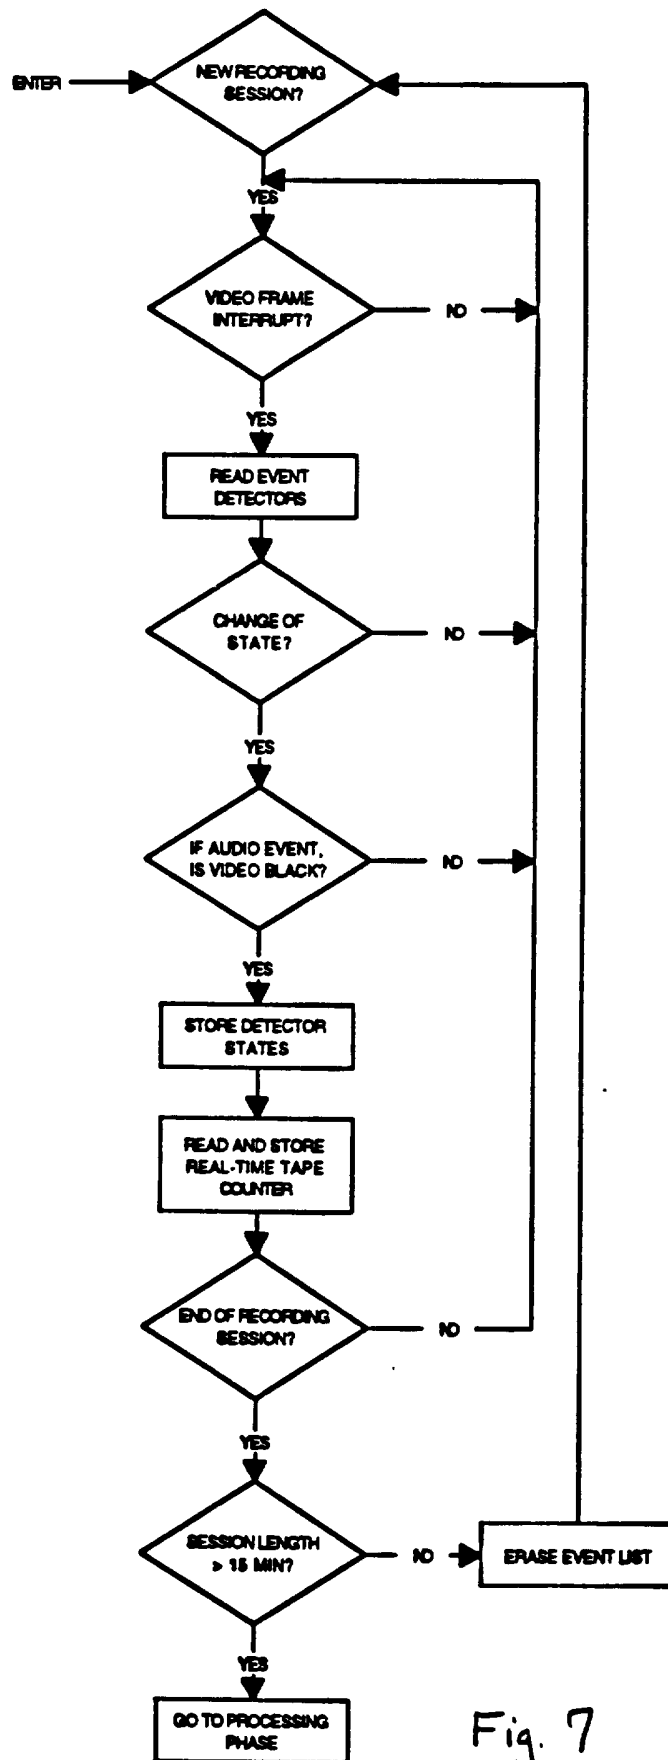 NEW RECORDING
SESSION?
ENTER
YES
VIDEO FRAME
INTERRUPT?
NO
YES
READ EVENT
DETECTORS
CHANGE OF
STATE?
NO
YES
IF AUDIO EVENT,
IS VIDEO BLACK?
NO
YES
STORE DETECTOR
STATES
READ AND STORE
REAL-TIME TAPE
COUNTER
END OF RECORDING
SESSION?
NO
YES
SESSION LENGTH
> 15 MIN?
NO
ERASE EVENT LIST
YES
GO TO PROCESSING
PHASE
Fig. 7